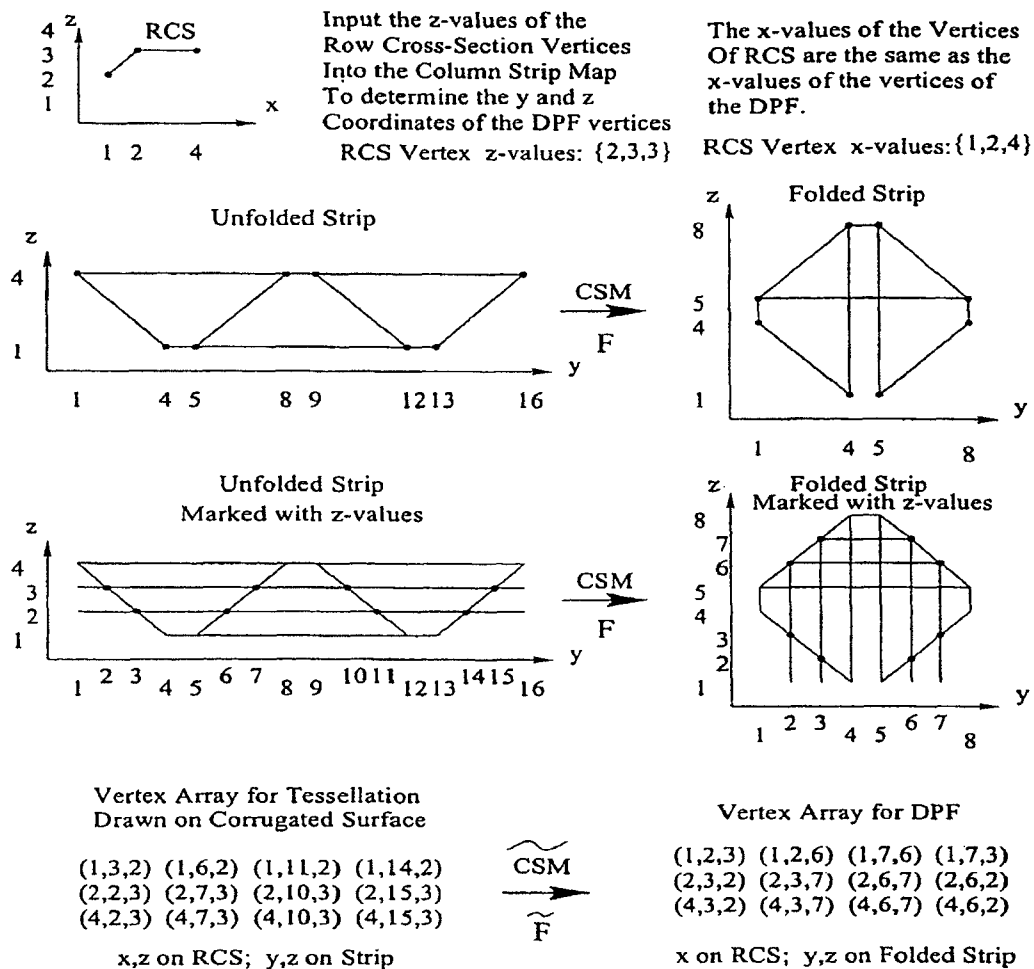 z
4
3
2
1
RCS
x
1 2 4
Input the z-values of the
Row Cross-Section Vertices
Into the Column Strip Map
To determine the y and z
Coordinates of the DPF vertices
RCS Vertex z-values: {2,3,3}
The x-values of the Vertices
Of RCS are the same as the
x-values of the vertices of
the DPF.
RCS Vertex x-values:{1,2,4}
Unfolded Strip
z
4
1
y
1 4 5 8 9 12 13 16
CSM
F
Folded Strip
z
8
5
4
1
y
1 4 5 8
Unfolded Strip
Marked with z-values
z
4
3
2
1
y
1 2 3 4 5 6 7 8 9 10 11 12 13 14 15 16
CSM
F
Folded Strip
Marked with z-values
z
8
7
6
5
4
3
2
1
y
1 2 3 4 5 6 7 8
Vertex Array for Tessellation
Drawn on Corrugated Surface
(1,3,2) (1,6,2) (1,11,2) (1,14,2)
(2,2,3) (2,7,3) (2,10,3) (2,15,3)
(4,2,3) (4,7,3) (4,10,3) (4,15,3)
x,z on RCS; y,z on Strip
CSM
F
Vertex Array for DPF
(1,2,3) (1,2,6) (1,7,6) (1,7,3)
(2,3,2) (2,3,7) (2,6,7) (2,6,2)
(4,3,2) (4,3,7) (4,6,7) (4,6,2)
x on RCS; y,z on Folded Strip